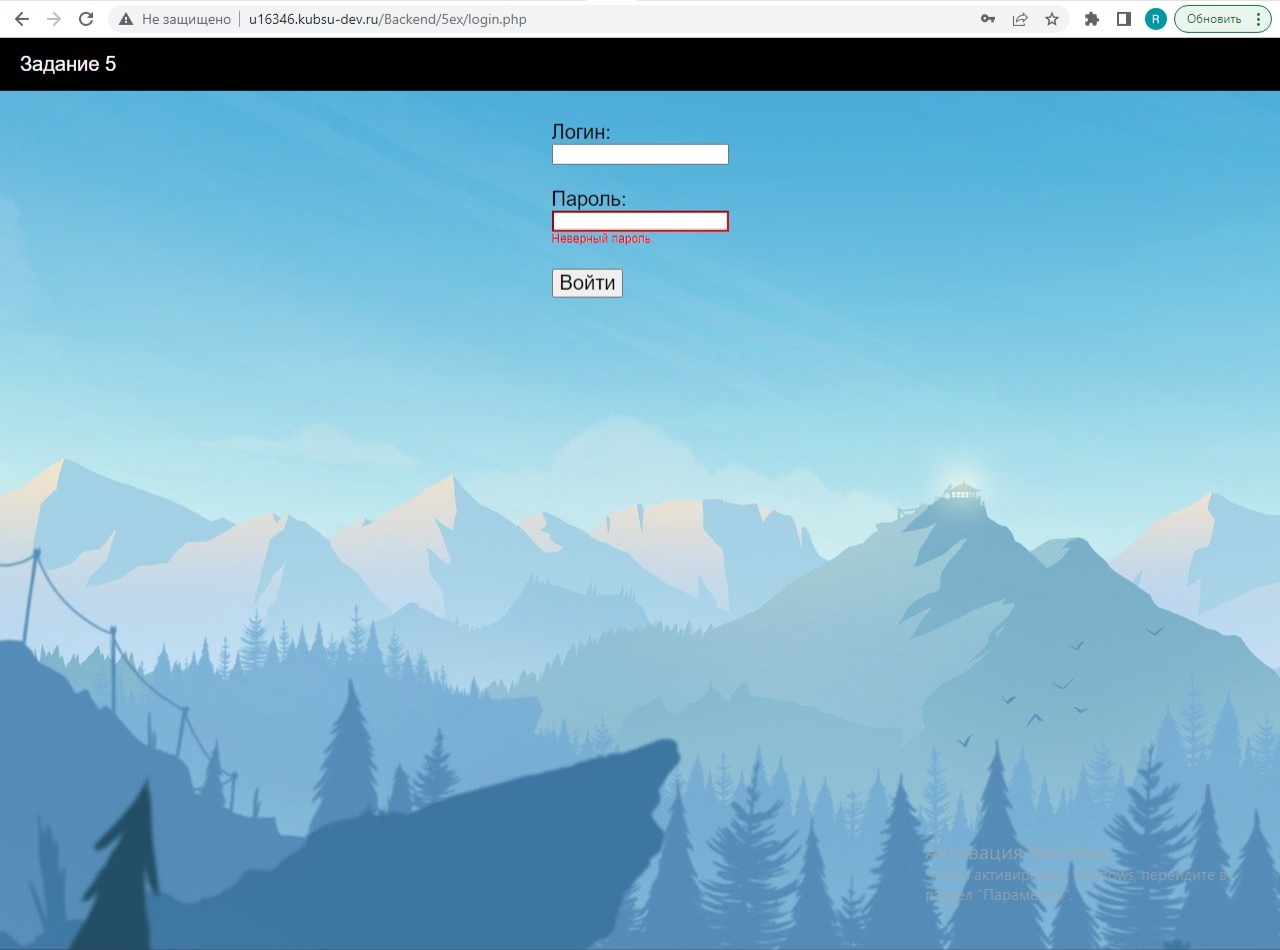 Не защищено
u16346.kubsu-dev.ru/Backend/5ex/login.php
R
Обновить
Задание 5
Логин:
Пароль:
Неверный пароль.
Войти
Активация Windows
Чтобы активировать Windows, перейдите в
раздел "Параметры".